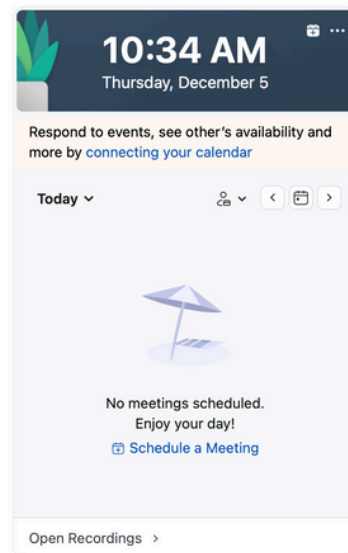 10:34 AM
Thursday, December 5
Respond to events, see other's availability and
more by connecting your calendar
Today
No meetings scheduled.
Enjoy your day!
Schedule a Meeting
Open Recordings